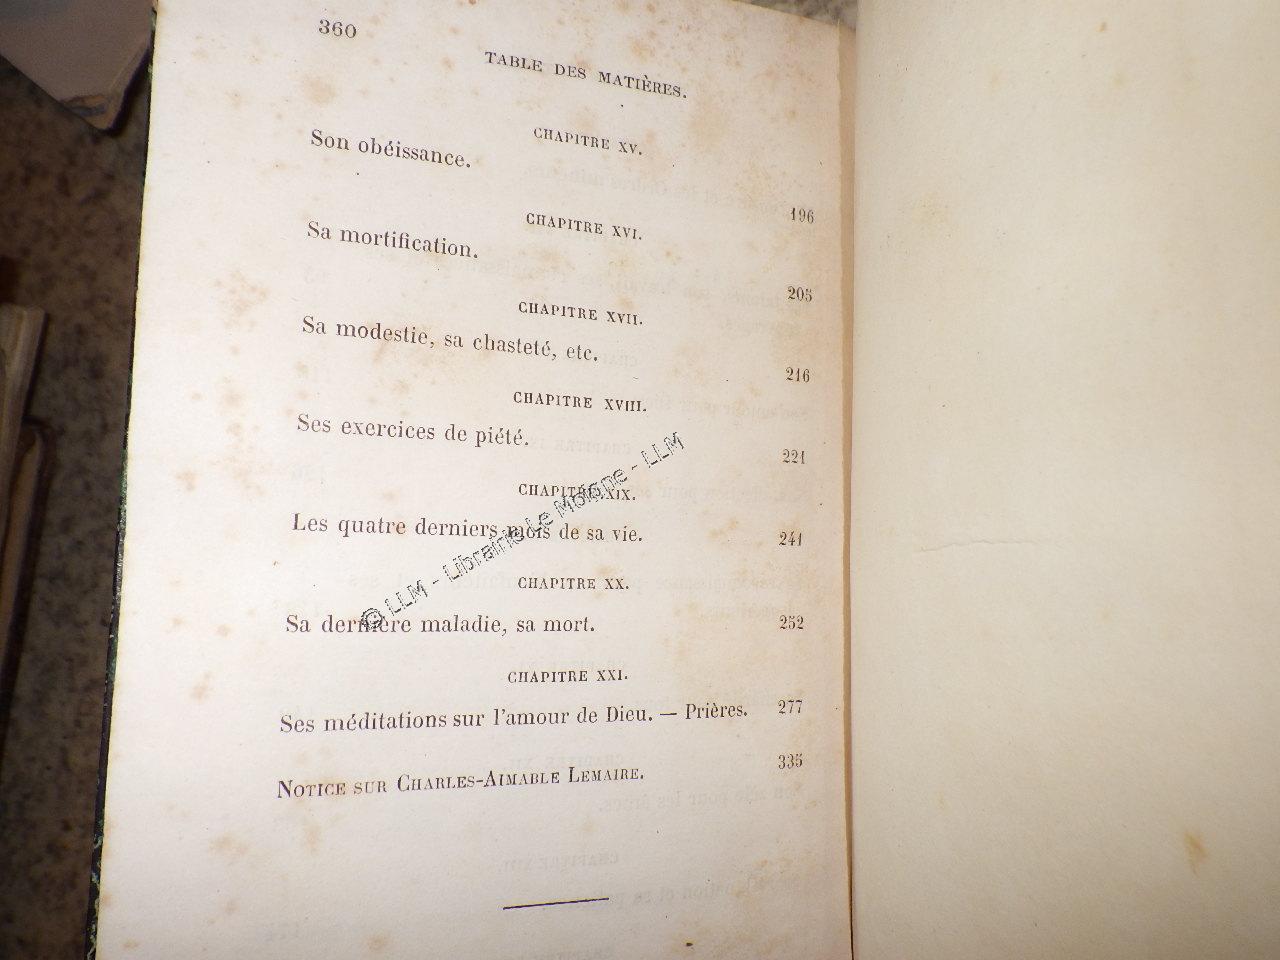 360
TABLE DES MATIÈRES.
CHAPITRE XV.
Son obéissance. 196
CHAPITRE XVI.
Sa mortification. 205
CHAPITRE XVII.
Sa modestie, sa chasteté, etc. 216
CHAPITRE XVIII.
Ses exercices de piété. 221
CHAPITRE XIX.
Les quatre derniers mois de sa vie. 241
CHAPITRE XX.
Sa dernière maladie, sa mort. 252
CHAPITRE XXI.
Ses méditations sur l'amour de Dieu. — Prières. 277
NOTICE SUR CHARLES-AIMABLE LEMAIRE. 335
© LLM - Librairie Le Moigne - LLM